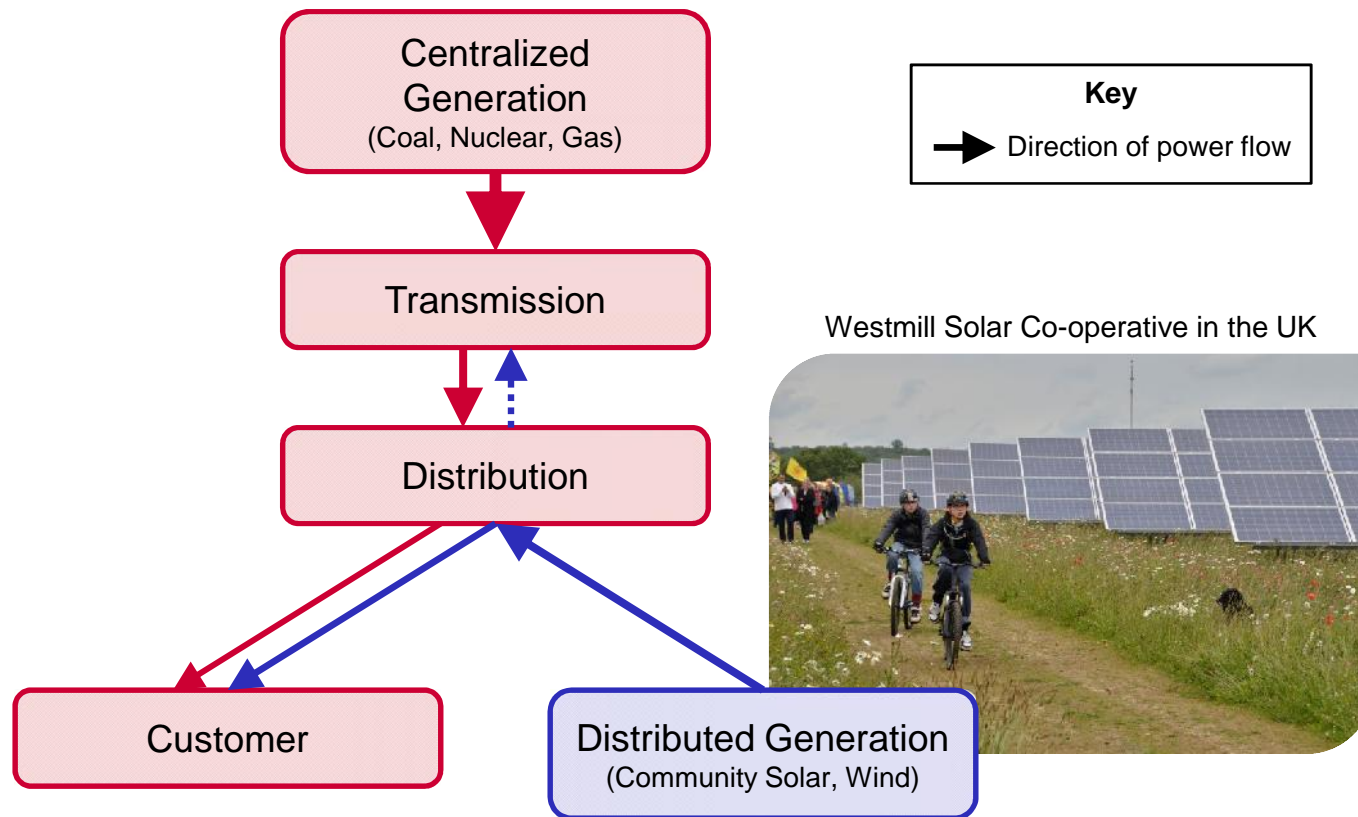 Centralized
Generation
(Coal, Nuclear, Gas)
Key
Direction of power flow
Transmission
Westmill Solar Co-operative in the UK
Distribution
Customer
Distributed Generation
(Community Solar, Wind)